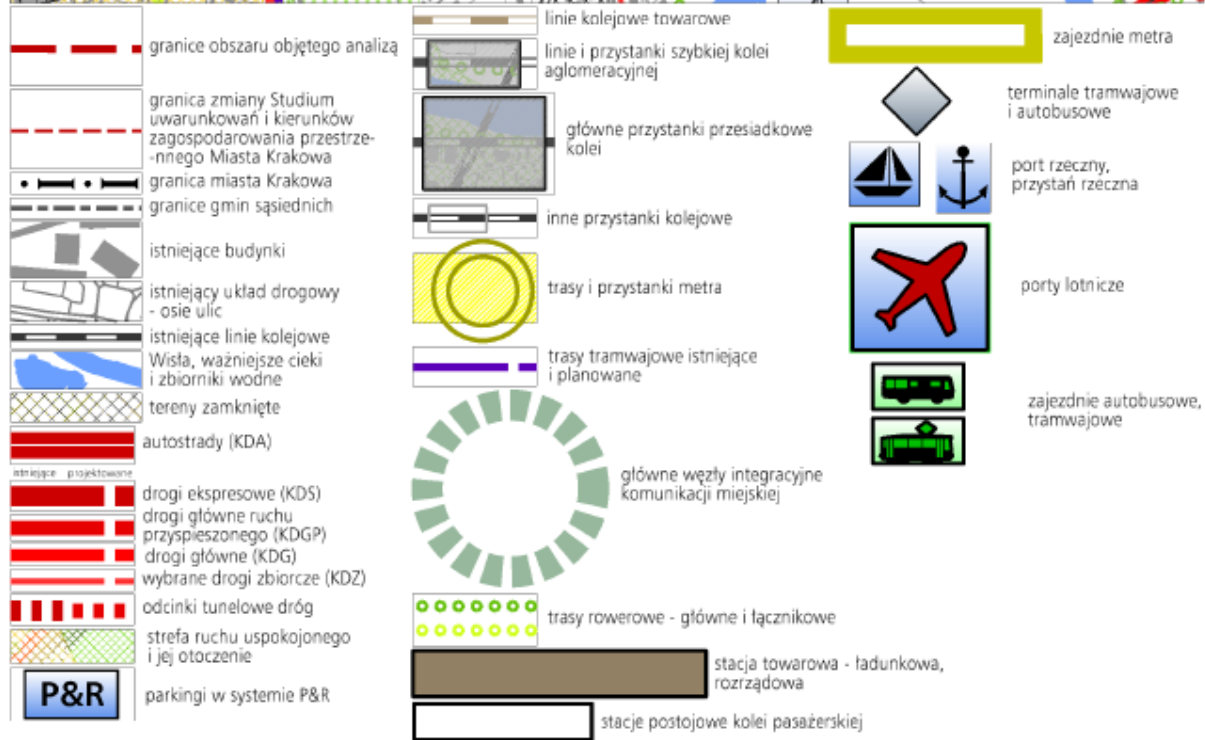 granice obszaru objętego analizą
granica zmiany Studium
uwarunkowań i kierunków
zagospodarowania przestrze-
-nnego Miasta Krakowa
granica miasta Krakowa
granice gmin sąsiednich
istniejące budynki
istniejący układ drogowy
- osie ulic
istniejące linie kolejowe
Wisła, ważniejsze cieki
i zbiorniki wodne
tereny zamknięte
autostrady (KDA)
istniejące projektowane
drogi ekspresowe (KDS)
drogi główne ruchu
przyspieszonego (KDGP)
drogi główne (KDG)
wybrane drogi zbiorcze (KDZ)
odcinki tunelowe dróg
strefa ruchu uspokojonego
i jej otoczenie
P&R
parkingi w systemie P&R
linie kolejowe towarowe
linie i przystanki szybkiej kolei
aglomeracyjnej
główne przystanki przesiadkowe
kolei
inne przystanki kolejowe
trasy i przystanki metra
trasy tramwajowe istniejące
i planowane
główne węzły integracyjne
komunikacji miejskiej
trasy rowerowe - główne i łącznikowe
stacja towarowa - ładunkowa,
rozrządowa
stacje postojowe kolei pasażerskiej
zajezdnie metra
terminale tramwajowe
i autobusowe
port rzeczny,
przystań rzeczna
porty lotnicze
zajezdnie autobusowe,
tramwajowe